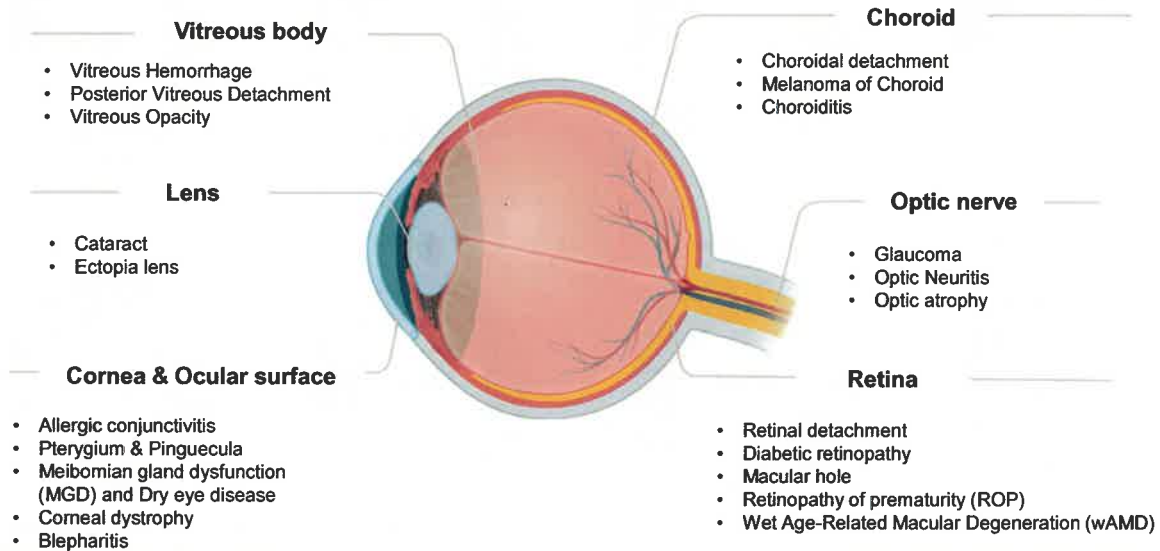 Vitreous body
• Vitreous Hemorrhage
• Posterior Vitreous Detachment
• Vitreous Opacity
Lens
• Cataract
• Ectopia lens
Cornea & Ocular surface
• Allergic conjunctivitis
• Pterygium & Pinguecula
• Meibomian gland dysfunction
(MGD) and Dry eye disease
• Corneal dystrophy
• Blepharitis
Choroid
• Choroidal detachment
• Melanoma of Choroid
• Choroiditis
Optic nerve
• Glaucoma
• Optic Neuritis
• Optic atrophy
Retina
• Retinal detachment
• Diabetic retinopathy
• Macular hole
• Retinopathy of prematurity (ROP)
• Wet Age-Related Macular Degeneration (wAMD)